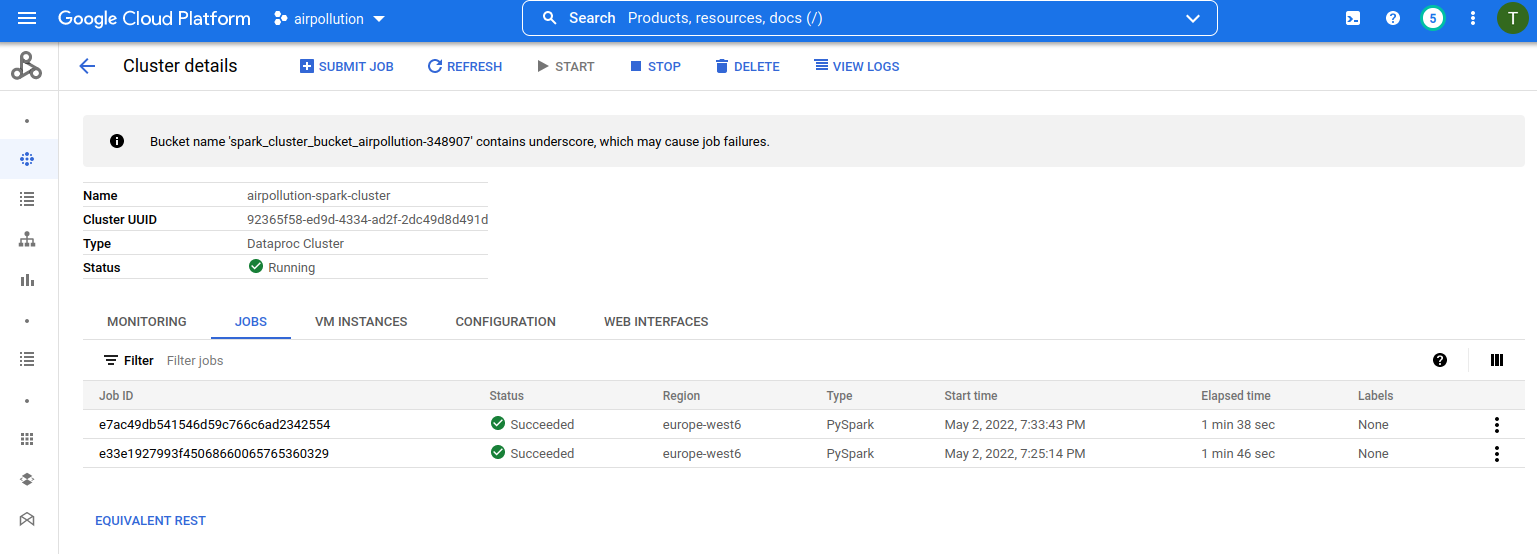 Google Cloud Platform airpollution Search Products, resources, docs (/) 5 T
Cluster details SUBMIT JOB REFRESH START STOP DELETE VIEW LOGS
Bucket name 'spark_cluster_bucket_airpollution-348907' contains underscore, which may cause job failures.
Name airpollution-spark-cluster
Cluster UUID 92365f58-ed9d-4334-ad2f-2dc49d8d491d
Type Dataproc Cluster
Status Running
MONITORING JOBS VM INSTANCES CONFIGURATION WEB INTERFACES
Filter Filter jobs
Job ID Status Region Type Start time Elapsed time Labels
e7ac49db541546d59c766c6ad2342554 Succeeded europe-west6 PySpark May 2, 2022, 7:33:43 PM 1 min 38 sec None
e33e1927993f45068660065765360329 Succeeded europe-west6 PySpark May 2, 2022, 7:25:14 PM 1 min 46 sec None
EQUIVALENT REST